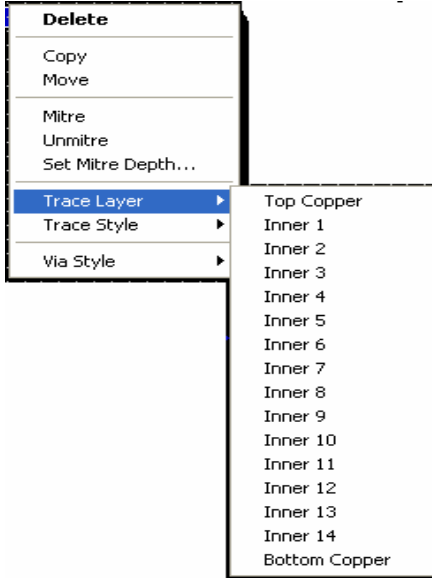 Delete
Copy
Move
Mitre
Unmitre
Set Mitre Depth...
Trace Layer
Trace Style
Via Style
Top Copper
Inner 1
Inner 2
Inner 3
Inner 4
Inner 5
Inner 6
Inner 7
Inner 8
Inner 9
Inner 10
Inner 11
Inner 12
Inner 13
Inner 14
Bottom Copper